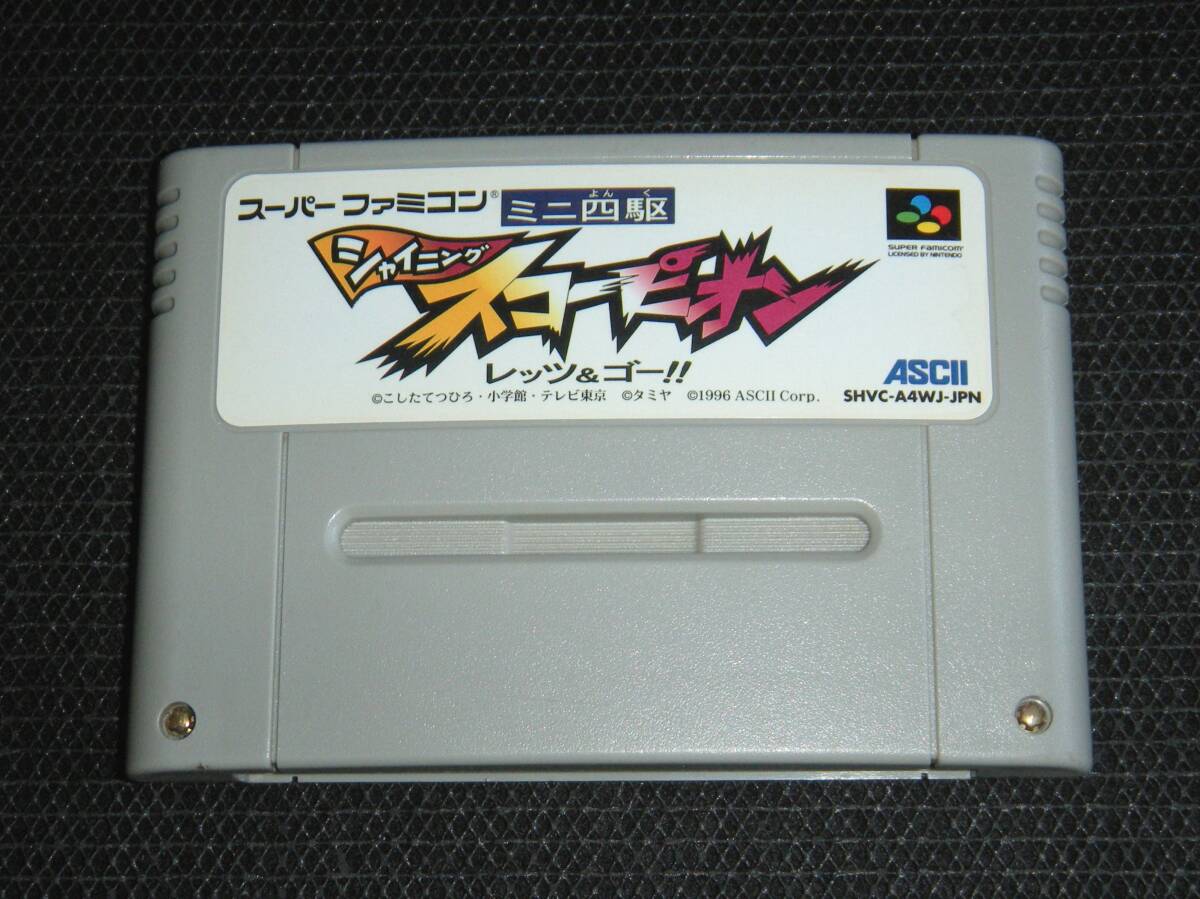 スーパーファミコン®
ミニ四駆
よんく
シャイニング
スコーピオン
レッツ&ゴー!!
©こしたてつひろ・小学館・テレビ東京 ©タミヤ ©1996 ASCII Corp.
SUPER FAMICOM®
LICENSED BY NINTENDO
ASCII
SHVC-A4WJ-JPN